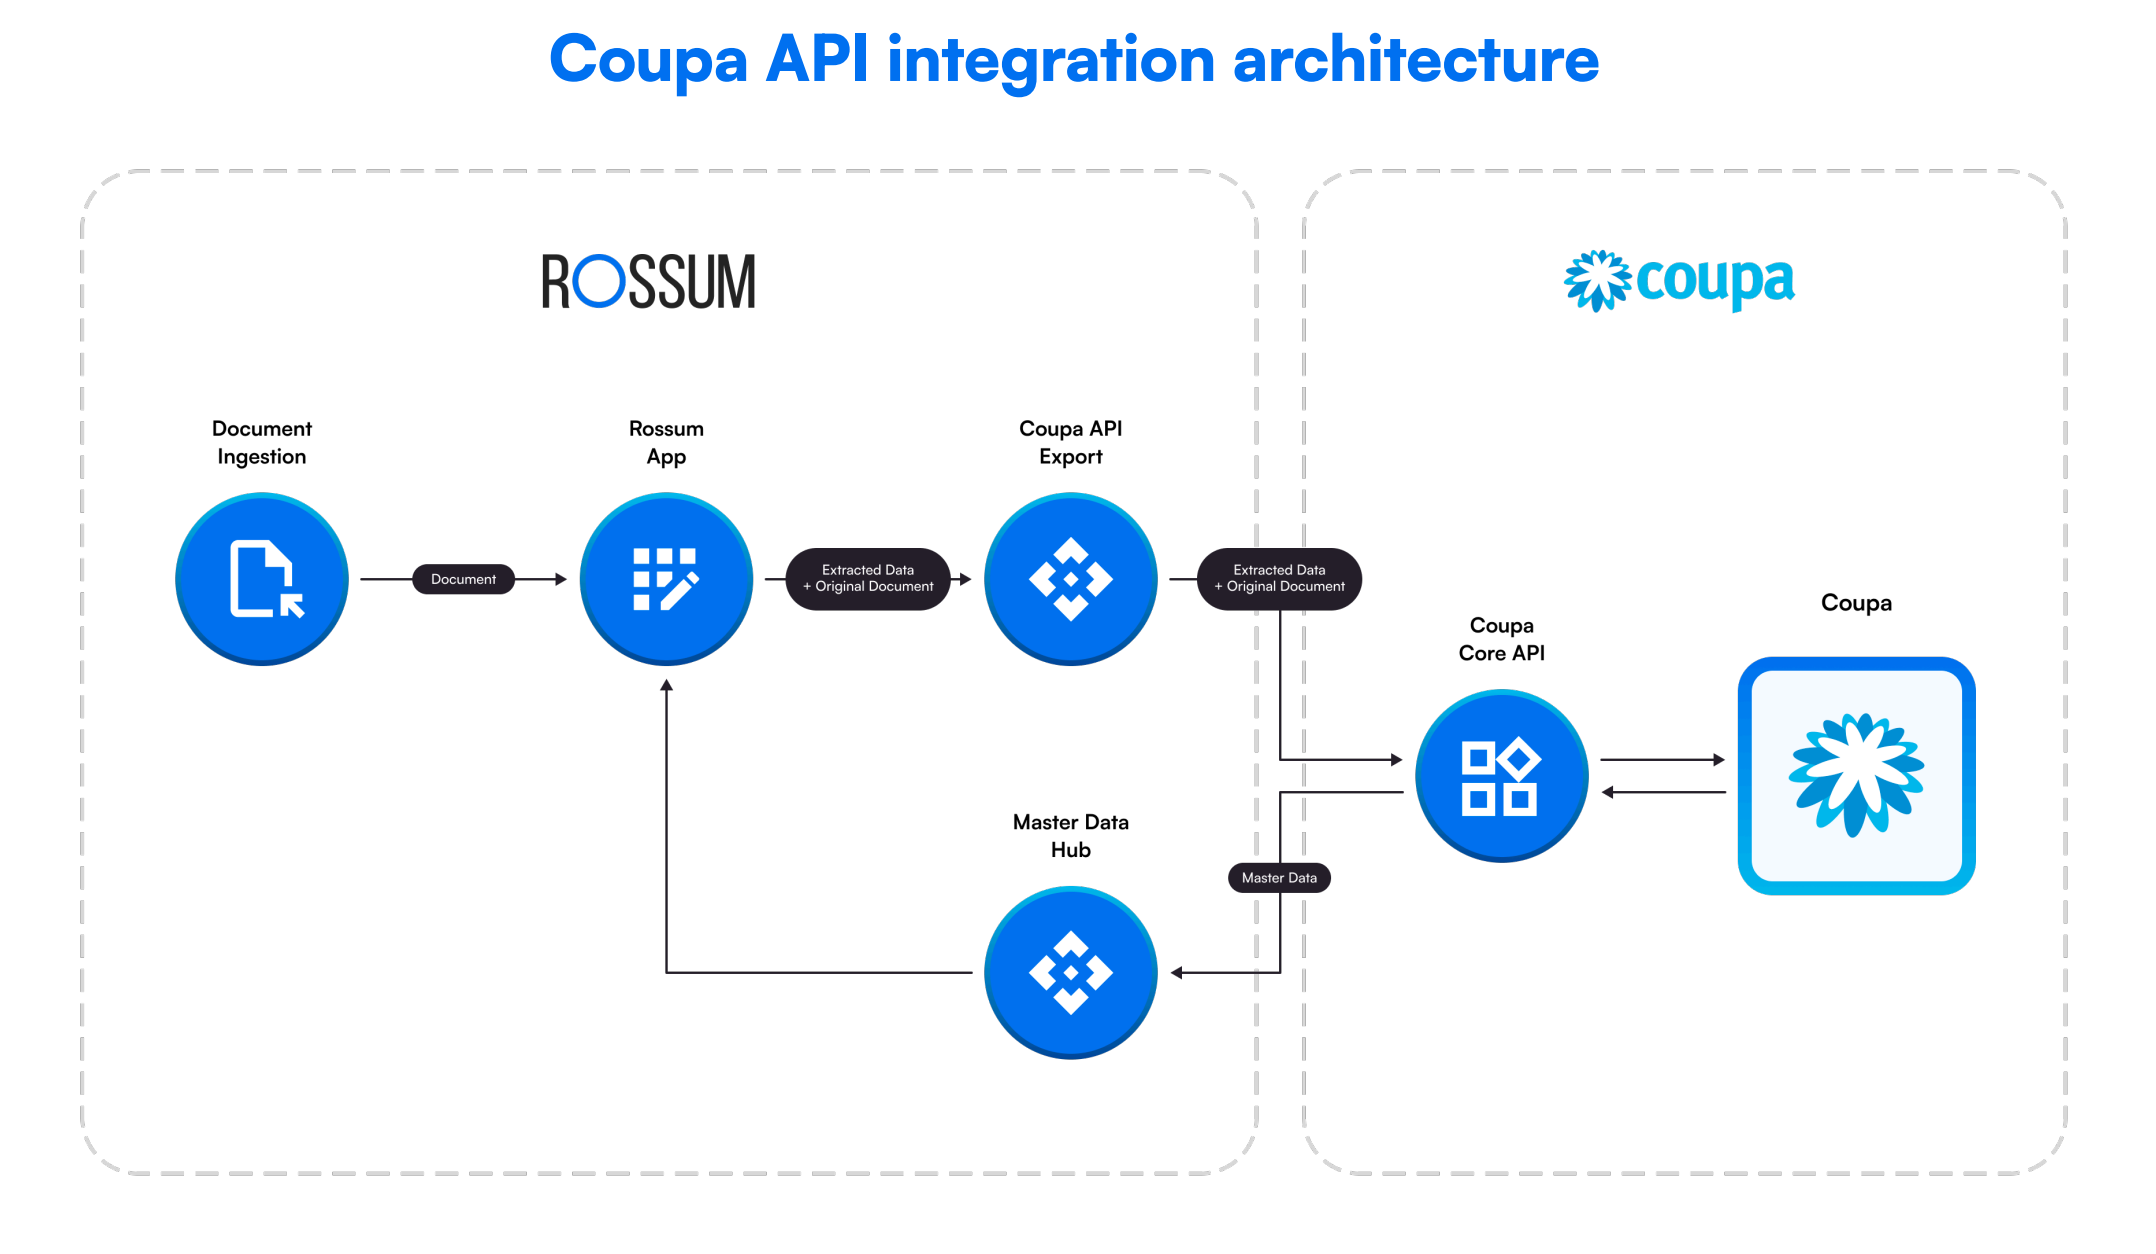 Coupa API integration architecture
ROSSUM
coupa
Document
Ingestion
Rossum
App
Coupa API
Export
Document
Extracted Data
+ Original Document
Extracted Data
+ Original Document
Coupa
Core API
Coupa
Master Data
Hub
Master Data